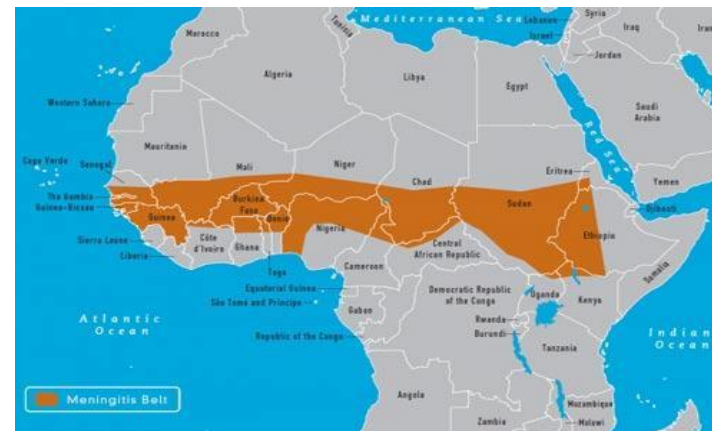 Mediterranean Sea
Lebanon
Syria
Tunisia
Israel
Iraq
Iran
Morocco
Jordan
Algeria
Libya
Egypt
Western Sahara
Saudi
Arabia
Red Sea
Mauritania
Cape Verde
Senegal
Mali
Niger
Chad
Eritrea
Yemen
The Gambia
Guinea-Bissau
Guinea
Burkina
Faso
Benin
Sudan
Djibouti
Nigeria
Ethiopia
Sierra Leone
Liberia
Côte
d'Ivoire
Ghana
Togo
Cameroon
Central
African Republic
Somalia
Equatorial Guinea
São Tomé and Príncipe
Gabon
Republic of the Congo
Democratic Republic
of the Congo
Uganda
Kenya
Rwanda
Burundi
Atlantic
Ocean
Indian
Ocean
Tanzania
Angola
Zambia
Mozambique
Malawi
Meningitis Belt